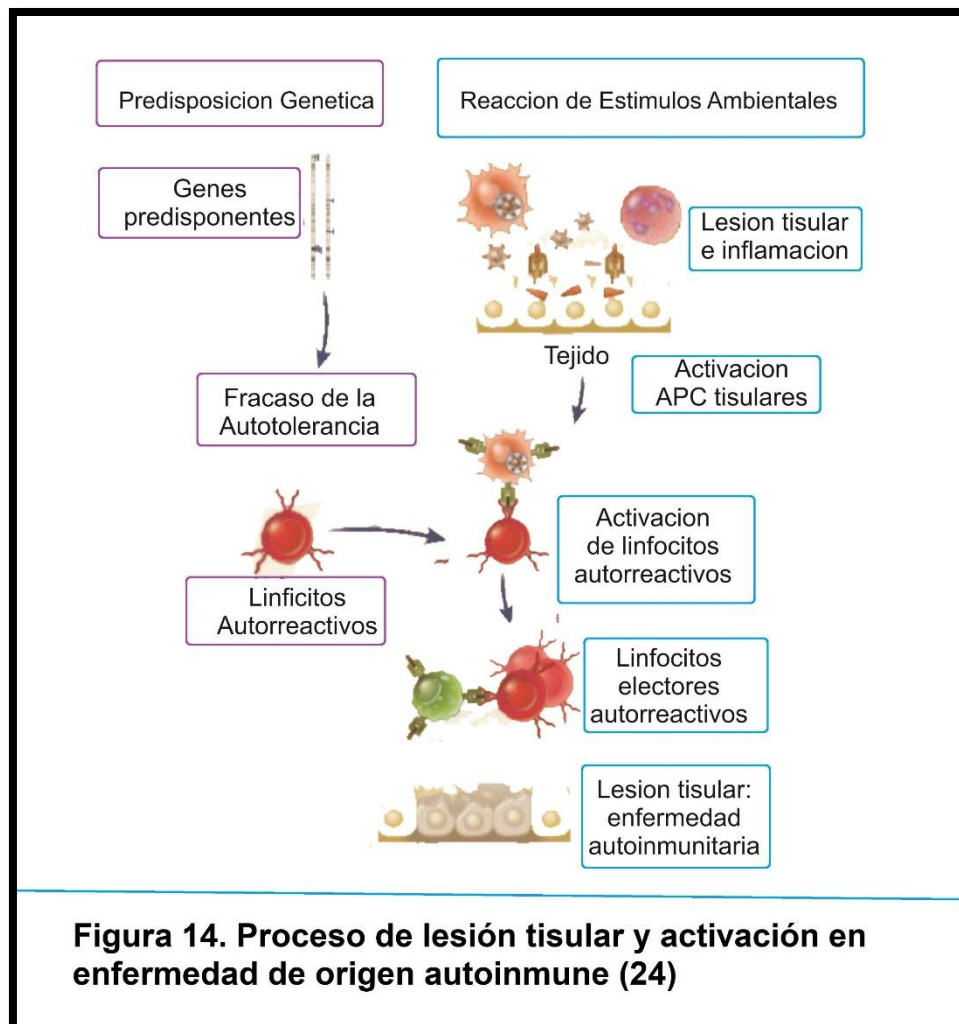 Predisposicion Genetica
Reaccion de Estimulos Ambientales
Genes
predisponentes
Lesion tisular
e inflamacion
Tejido
Activacion
APC tisulares
Fracaso de la
Autotolerancia
Activacion
de linfocitos
autorreactivos
Linficitos
Autorreactivos
Linfocitos
electores
autorreactivos
Lesion tisular:
enfermedad
autoinmunitaria
Figura 14. Proceso de lesión tisular y activación en
enfermedad de origen autoinmune (24)